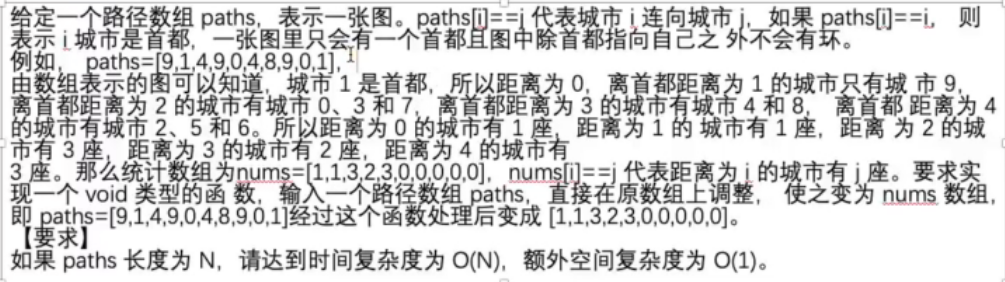 给定一个路径数组 paths，表示一张图。paths[i]==j 代表城市 i 连向城市 j，如果 paths[i]==i， 则
表示 i 城市是首都，一张图里只会有一个首都且图中除首都指向自己之 外不会有环。
例如， paths=[9,1,4,9,0,4,8,9,0,1]，
由数组表示的图可以知道，城市 1 是首都，所以距离为 0，离首都距离为 1 的城市只有城 市 9，
离首都距离为 2 的城市有城市 0、3 和 7，离首都距离为 3 的城市有城市 4 和 8， 离首都 距离为 4
的城市有城市 2、5 和 6。所以距离为 0 的城市有 1 座，距离为 1 的 城市有 1 座，距离 为 2 的城
市有 3 座，距离为 3 的城市有 2 座，距离为 4 的城市有
3 座。那么统计数组为nums=[1,1,3,2,3,0,0,0,0,0]，nums[i]==j 代表距离为 i 的城市有 j 座。要求实
现一个 void 类型的函 数，输入一个路径数组 paths，直接在原数组上调整， 使之变为 nums 数组，
即 paths=[9,1,4,9,0,4,8,9,0,1]经过这个函数处理后变成 [1,1,3,2,3,0,0,0,0,0]。
【要求】
如果 paths 长度为 N，请达到时间复杂度为 O(N)，额外空间复杂度为 O(1)。